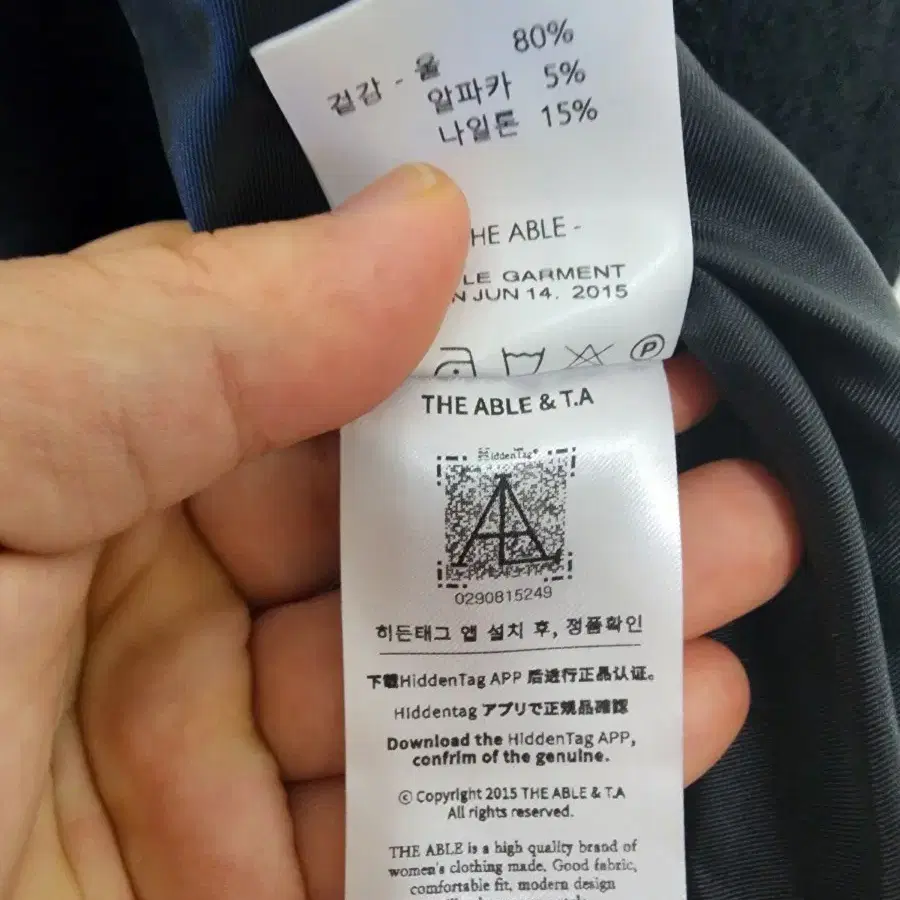 겉감 - 울 80%
알파카 5%
나일론 15%
HE ABLE -
LE GARMENT
N JUN 14. 2015
P
THE ABLE & T.A
HiddenTag
0290815249
히든태그 앱 설치 후, 정품확인
下载HiddenTag APP 后进行正品认证。
Hiddentag アプリで正規品確認
Download the HiddenTag APP,
confrim of the genuine.
© Copyright 2015 THE ABLE & T.A
All rights reserved.
THE ABLE is a high quality brand of
women's clothing made. Good fabric,
comfortable fit, modern design